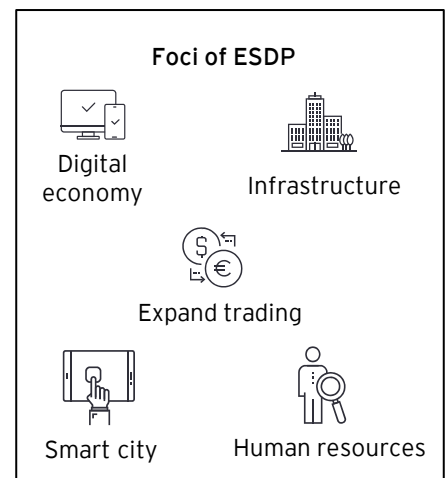 Foci of ESDP
Digital
economy
Infrastructure
$
€
Expand trading
Smart city
Human resources